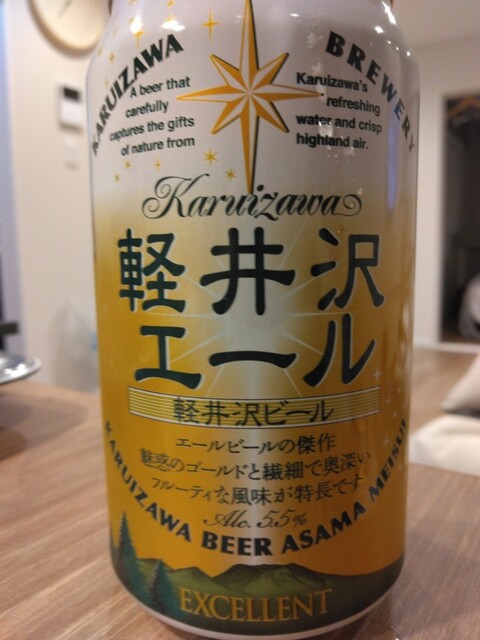 KARUIZAWA BREWERY
A beer that
carefully
captures the gifts
of nature from
Karuizawa's
refreshing
water and crisp
highland air.
Karuizawa
軽井沢
エール
軽井沢ビール
エールビールの傑作
魅惑のゴールドと繊細で奥深い
フルーティな風味が特長です
Alc. 5.5%
KARUIZAWA BEER ASAMA MEISUI
EXCELLENT